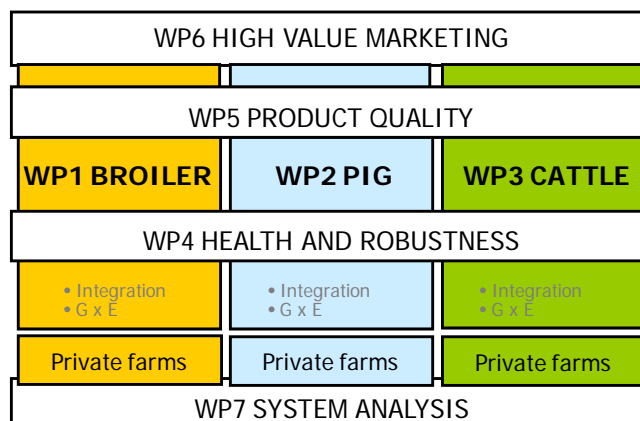 WP6 HIGH VALUE MARKETING
WP5 PRODUCT QUALITY
WP1 BROILER
WP2 PIG
WP3 CATTLE
WP4 HEALTH AND ROBUSTNESS
• Integration
• G x E
• Integration
• G x E
• Integration
• G x E
Private farms
Private farms
Private farms
WP7 SYSTEM ANALYSIS